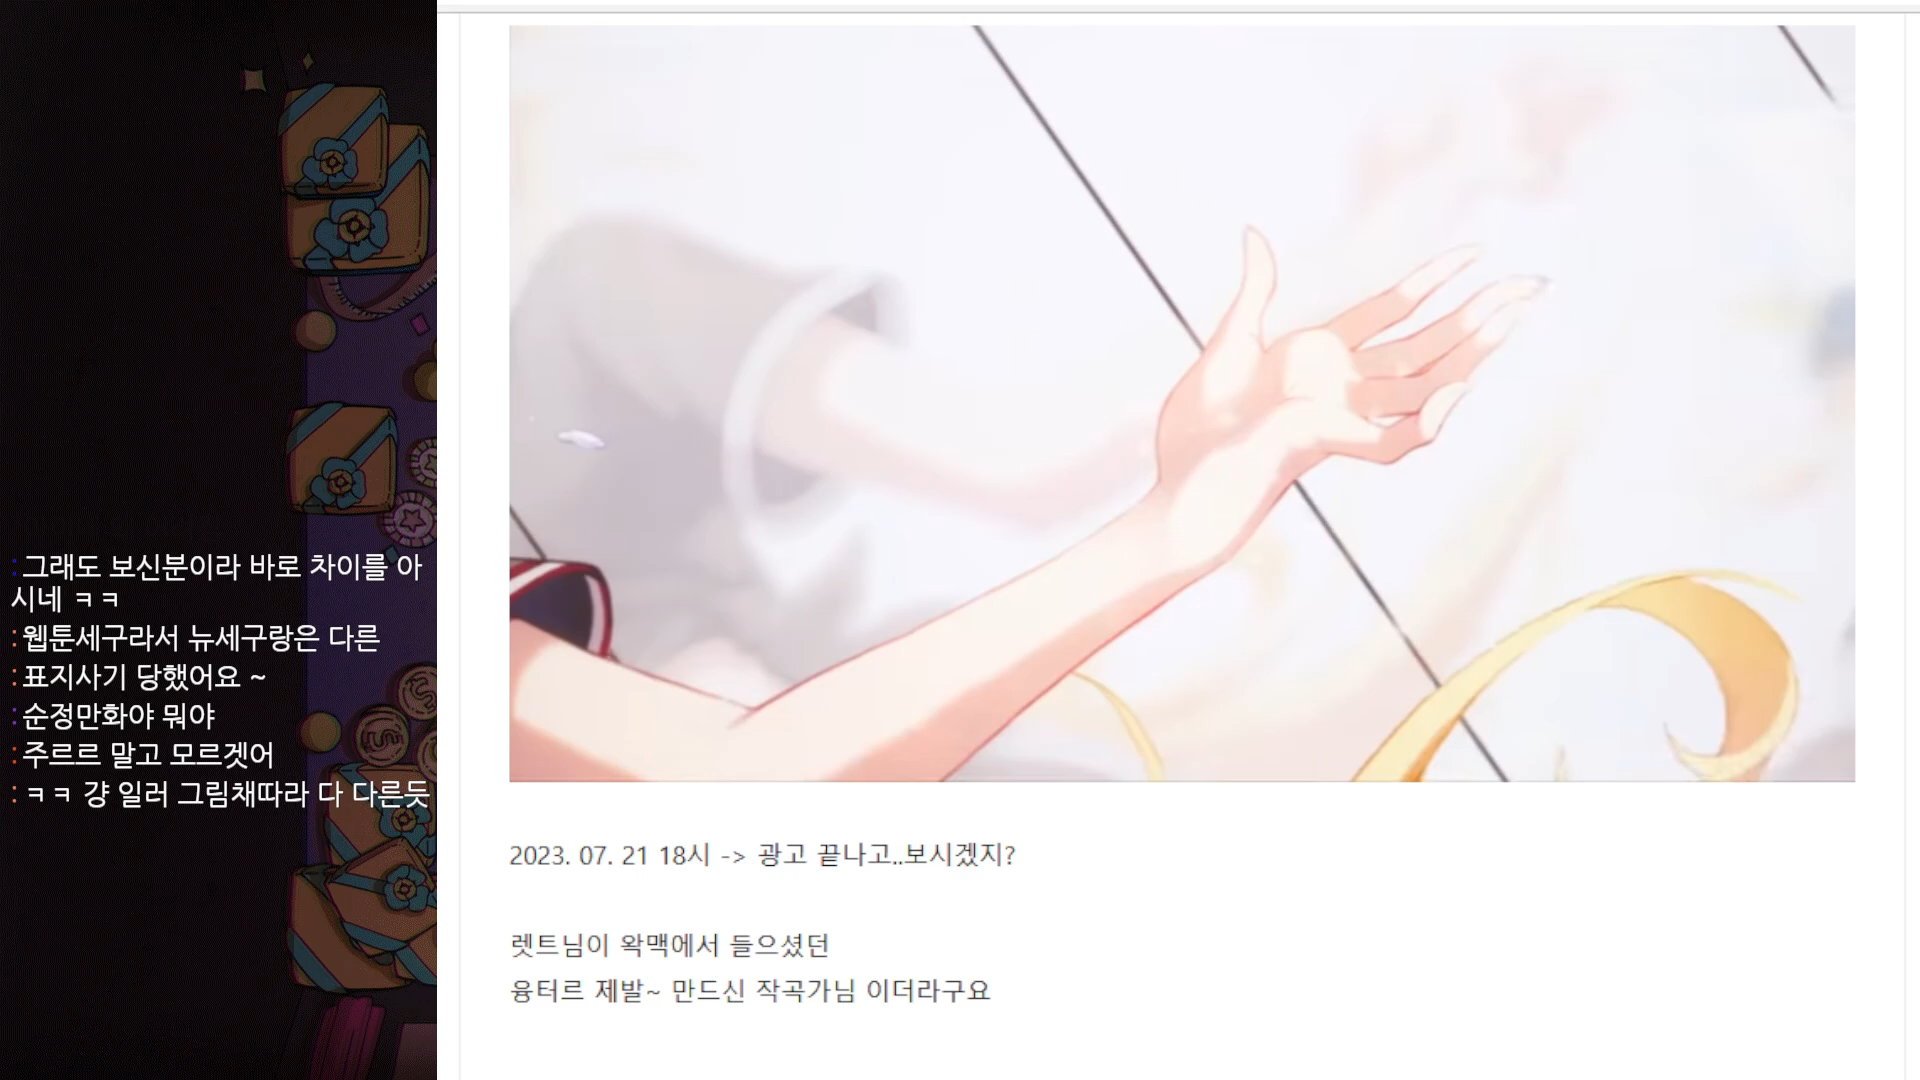 : 그래도 보신분이라 바로 차이를 아
시네 ㅋㅋ
: 웹툰세구라서 뉴세구랑은 다른
: 표지사기 당했어요 ~
: 순정만화야 뭐야
: 주르르 말고 모르겟어
: ㅋㅋ 걍 일러 그림채따라 다 다른듯
2023. 07. 21 18시 -> 광고 끝나고..보시겠지?
렛트님이 왁맥에서 들으셨던
융터르 제발~ 만드신 작곡가님 이더라구요